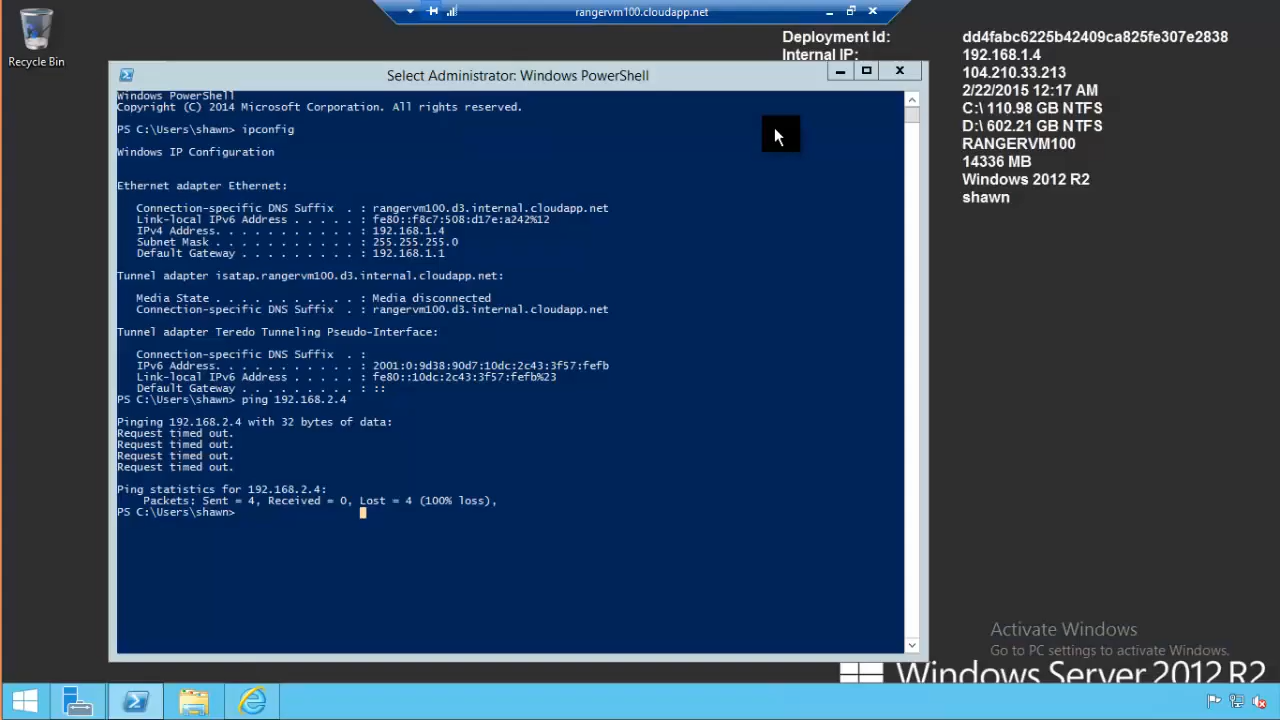 rangervm100.cloudapp.net
Recycle Bin
Deployment Id: dd4fabc6225b42409ca825fe307e2838
Internal IP: 192.168.1.4
104.210.33.213
2/22/2015 12:17 AM
C:\ 110.98 GB NTFS
D:\ 602.21 GB NTFS
RANGERVM100
14336 MB
Windows 2012 R2
shawn
Select Administrator: Windows PowerShell
Windows PowerShell
Copyright (C) 2014 Microsoft Corporation. All rights reserved.
PS C:\Users\shawn> ipconfig
Windows IP Configuration
Ethernet adapter Ethernet:
Connection-specific DNS Suffix . : rangervm100.d3.internal.cloudapp.net
Link-local IPv6 Address . . . . . : fe80::f8c7:508:d17e:a242%12
IPv4 Address. . . . . . . . . . . : 192.168.1.4
Subnet Mask . . . . . . . . . . . : 255.255.255.0
Default Gateway . . . . . . . . . : 192.168.1.1
Tunnel adapter isatap.rangervm100.d3.internal.cloudapp.net:
Media State . . . . . . . . . . . : Media disconnected
Connection-specific DNS Suffix . : rangervm100.d3.internal.cloudapp.net
Tunnel adapter Teredo Tunneling Pseudo-Interface:
Connection-specific DNS Suffix . :
IPv6 Address. . . . . . . . . . . : 2001:0:9d38:90d7:10dc:2c43:3f57:fefb
Link-local IPv6 Address . . . . . : fe80::10dc:2c43:3f57:fefb%23
Default Gateway . . . . . . . . . : ::
PS C:\Users\shawn> ping 192.168.2.4
Pinging 192.168.2.4 with 32 bytes of data:
Request timed out.
Request timed out.
Request timed out.
Request timed out.
Ping statistics for 192.168.2.4:
Packets: Sent = 4, Received = 0, Lost = 4 (100% loss),
PS C:\Users\shawn>
Activate Windows
Go to PC settings to activate Windows.
Windows Server 2012 R2